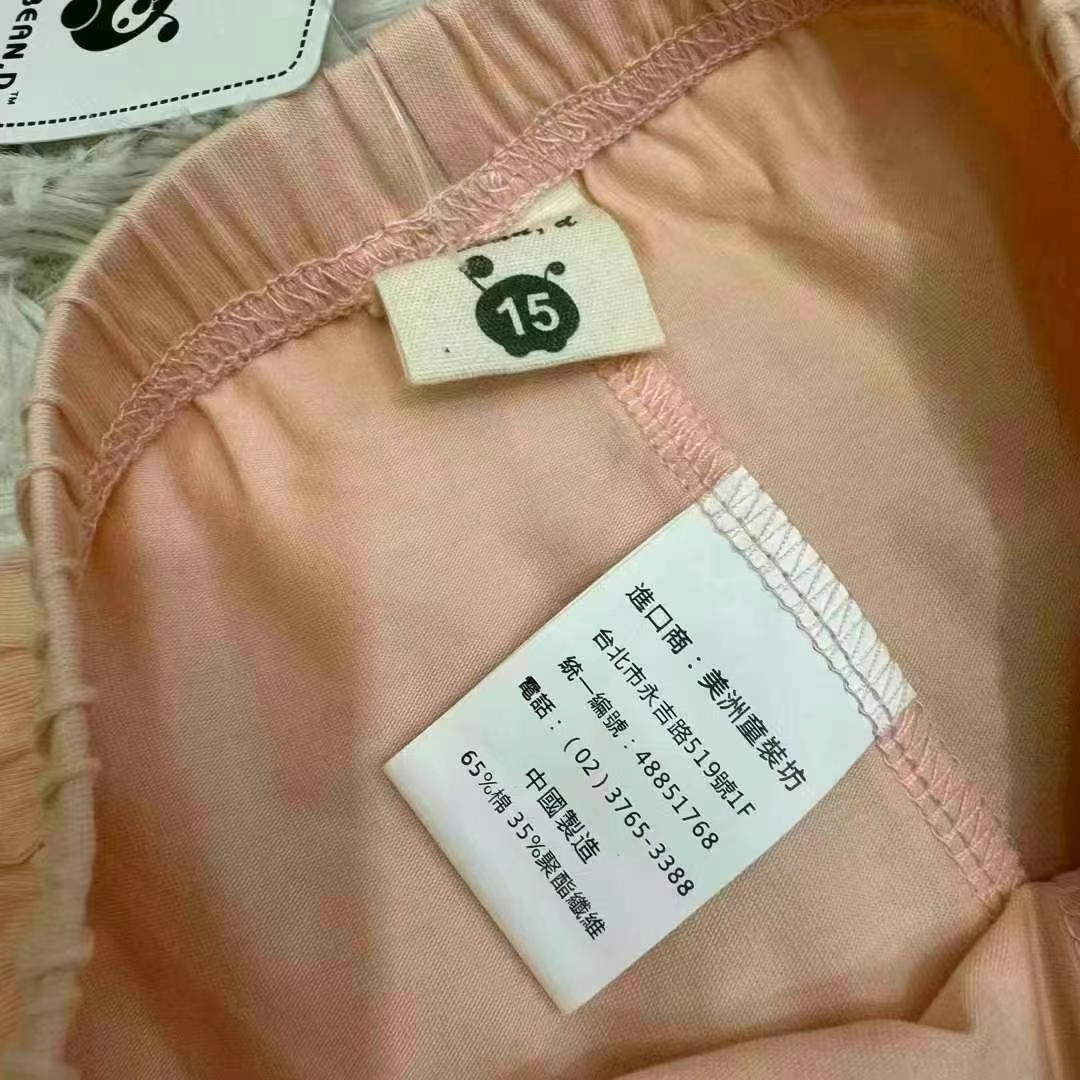 BEAN.D™
15
進口商：美洲童裝坊
台北市永吉路519號1F
統一編號：48851768
電話：(02)3765-3388
中國製造
65%棉 35%聚酯纖維